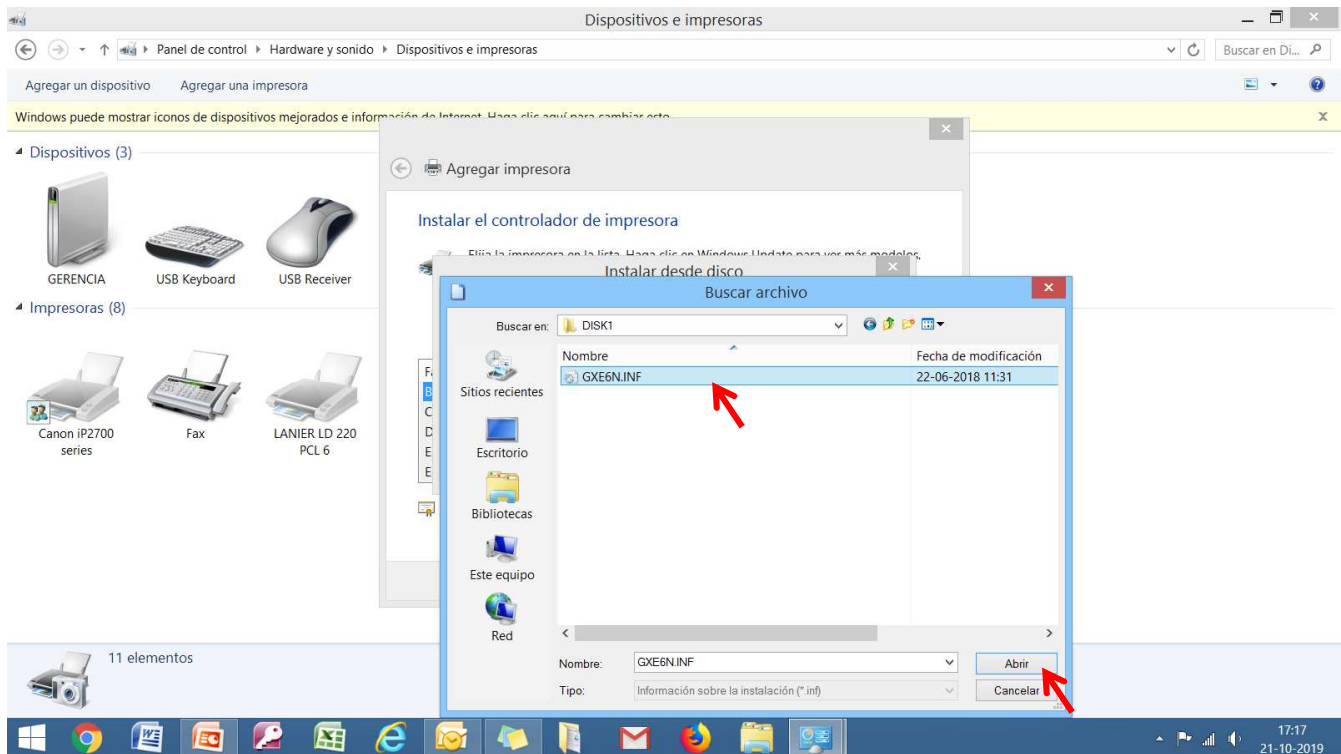 Dispositivos e impresoras
Panel de control Hardware y sonido Dispositivos e impresoras
Buscar en Di...
Agregar un dispositivo Agregar una impresora
Windows puede mostrar iconos de dispositivos mejorados e información de Internet. Haga clic aquí para cambiar esto
Dispositivos (3)
GERENCIA
USB Keyboard
USB Receiver
Impresoras (8)
Canon iP2700
series
Fax
LANIER LD 220
PCL 6
Agregar impresora
Instalar el controlador de impresora
Elija la impresora en la lista. Haga clic en Windows Update para ver más modelos.
Instalar desde disco
Buscar archivo
Buscar en: DISK1
Nombre Fecha de modificación
GXE6N.INF 22-06-2018 11:31
Sitios recientes
Escritorio
Bibliotecas
Este equipo
Red
Nombre: GXE6N.INF Abrir
Tipo: Información sobre la instalación (*.inf) Cancelar
F
B
C
D
E
E
11 elementos
17:17
21-10-2019